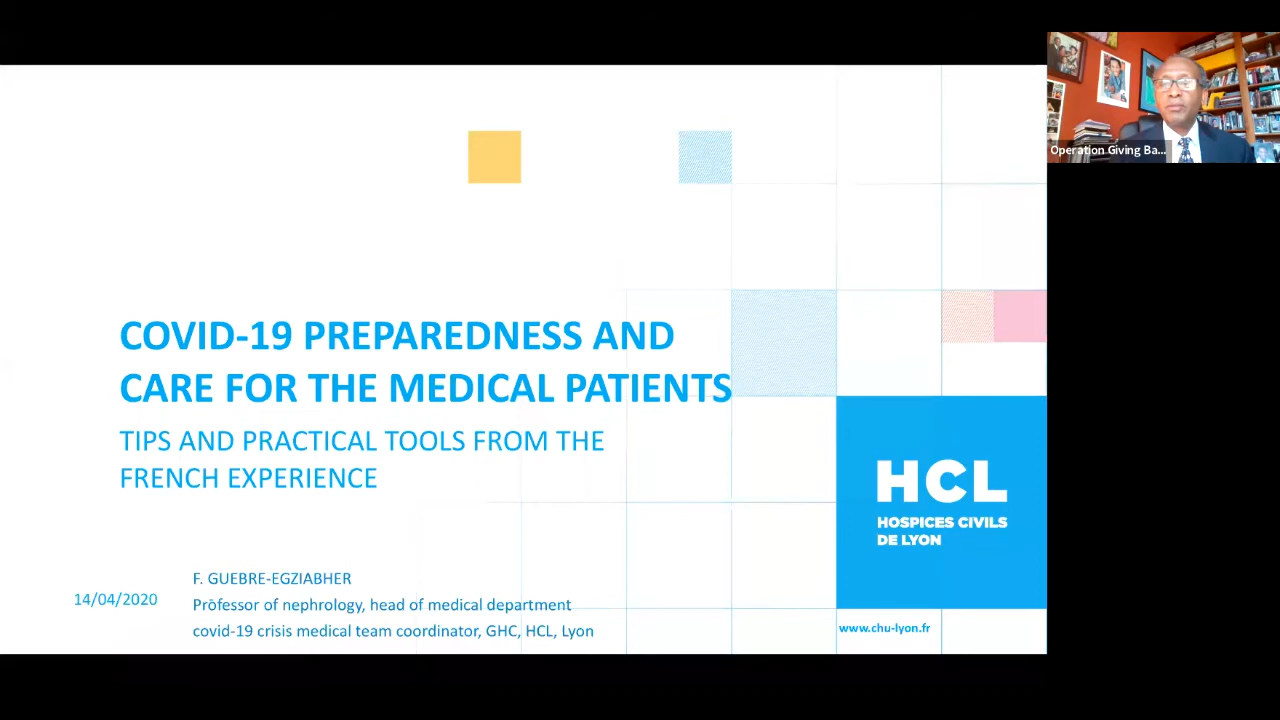 Operation Giving Ba...
COVID-19 PREPAREDNESS AND
CARE FOR THE MEDICAL PATIENTS
TIPS AND PRACTICAL TOOLS FROM THE
FRENCH EXPERIENCE
HCL
HOSPICES CIVILS
DE LYON
14/04/2020
F. GUEBRE-EGZIABHER
Professor of nephrology, head of medical department
covid-19 crisis medical team coordinator, GHC, HCL, Lyon
www.chu-lyon.fr